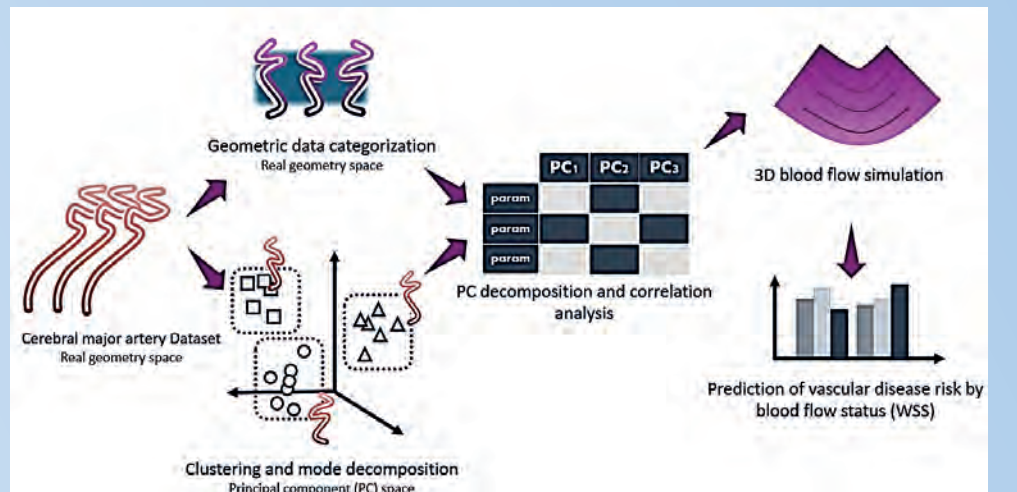 Geometric data categorization
Real geometry space
Cerebral major artery Dataset
Real geometry space
Clustering and mode decomposition
Principal component (PC) space
PC1 PC2 PC3
param
param
param
PC decomposition and correlation
analysis
3D blood flow simulation
Prediction of vascular disease risk by
blood flow status (WSS)